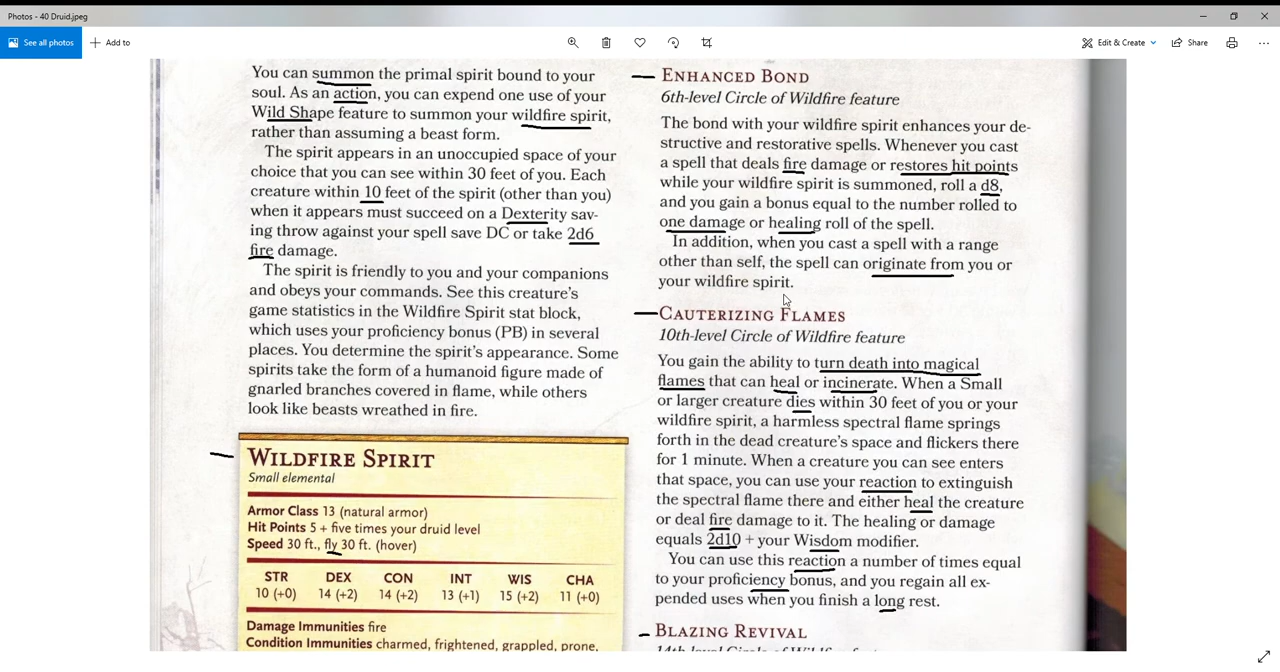 Photos - 40 Druid.jpeg
See all photos
Add to
Edit & Create
Share
You can summon the primal spirit bound to your
soul. As an action, you can expend one use of your
Wild Shape feature to summon your wildfire spirit,
rather than assuming a beast form.
The spirit appears in an unoccupied space of your
choice that you can see within 30 feet of you. Each
creature within 10 feet of the spirit (other than you)
when it appears must succeed on a Dexterity sav-
ing throw against your spell save DC or take 2d6
fire damage.
The spirit is friendly to you and your companions
and obeys your commands. See this creature's
game statistics in the Wildfire Spirit stat block,
which uses your proficiency bonus (PB) in several
places. You determine the spirit's appearance. Some
spirits take the form of a humanoid figure made of
gnarled branches covered in flame, while others
look like beasts wreathed in fire.
WILDFIRE SPIRIT
Small elemental
Armor Class 13 (natural armor)
Hit Points 5 + five times your druid level
Speed 30 ft., fly 30 ft. (hover)
STR DEX CON INT WIS CHA
10 (+0) 14 (+2) 14 (+2) 13 (+1) 15 (+2) 11 (+0)
Damage Immunities fire
Condition Immunities charmed, frightened, grappled, prone,
ENHANCED BOND
6th-level Circle of Wildfire feature
The bond with your wildfire spirit enhances your de-
structive and restorative spells. Whenever you cast
a spell that deals fire damage or restores hit points
while your wildfire spirit is summoned, roll a d8,
and you gain a bonus equal to the number rolled to
one damage or healing roll of the spell.
In addition, when you cast a spell with a range
other than self, the spell can originate from you or
your wildfire spirit.
CAUTERIZING FLAMES
10th-level Circle of Wildfire feature
You gain the ability to turn death into magical
flames that can heal or incinerate. When a Small
or larger creature dies within 30 feet of you or your
wildfire spirit, a harmless spectral flame springs
forth in the dead creature's space and flickers there
for 1 minute. When a creature you can see enters
that space, you can use your reaction to extinguish
the spectral flame there and either heal the creature
or deal fire damage to it. The healing or damage
equals 2d10 + your Wisdom modifier.
You can use this reaction a number of times equal
to your proficiency bonus, and you regain all ex-
pended uses when you finish a long rest.
BLAZING REVIVAL